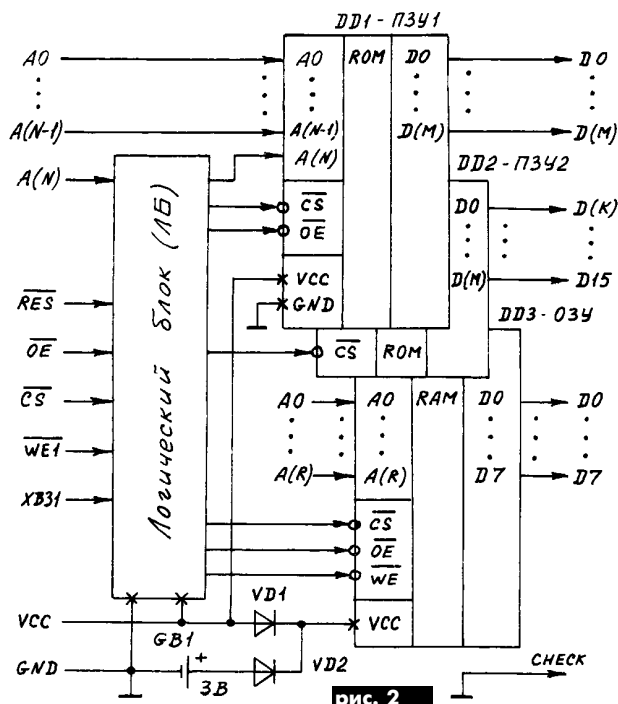 DD1 - ПЗУ1
A0 A0 ROM D0 D0
A(N-1) A(N-1) D(M) D(M)
A(N) A(N)
DD2 - ПЗУ2
CS D0 D(K)
OE
VCC D(M) D15
GND
DD3 - ОЗУ
RES
OE CS ROM
CS A0 A0 RAM D0 D0
WE1
A(R) A(R) D7 D7
XB31
Логический блок (ЛБ)
CS
OE
WE
VCC VD1 VCC
GB1
GND + VD2 CHECK
3В
рис. 2